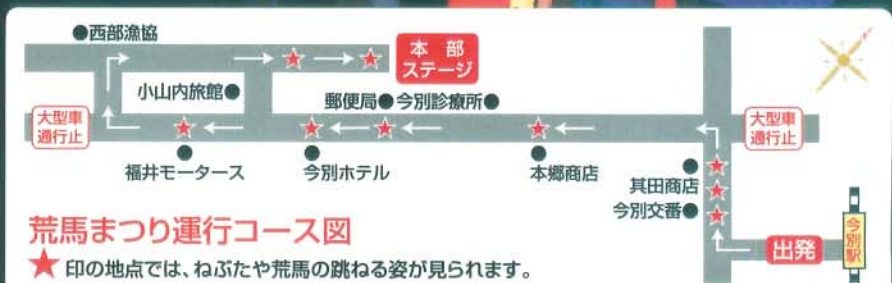 西部漁協
本部
ステージ
小山内旅館
郵便局
今別診療所
大型車
通行止
大型車
通行止
福井モータース
今別ホテル
本郷商店
其田商店
今別交番
荒馬まつり運行コース図
出発
今別駅
★印の地点では、ねぶたや荒馬の跳ねる姿が見られます。